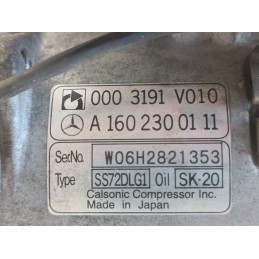 000 3191 V010
A 160 230 01 11
Ser No. W06H2821353
Type SS72DLG1 Oil SK-20
Calsonic Compressor Inc.
Made in Japan